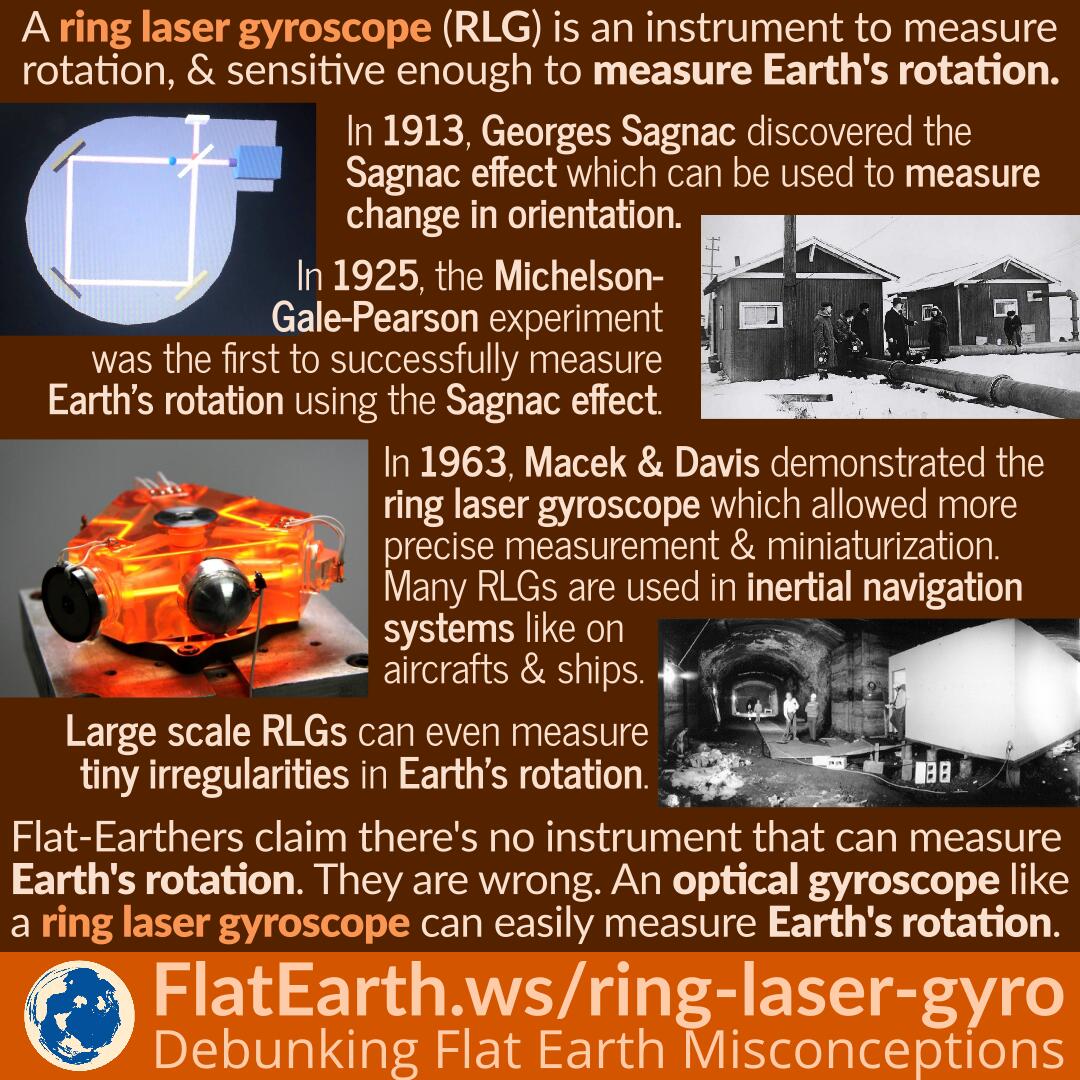 A ring laser gyroscope (RLG) is an instrument to measure
rotation, & sensitive enough to measure Earth's rotation.
In 1913, Georges Sagnac discovered the
Sagnac effect which can be used to measure
change in orientation.
In 1925, the Michelson-
Gale-Pearson experiment
was the first to successfully measure
Earth's rotation using the Sagnac effect.
In 1963, Macek & Davis demonstrated the
ring laser gyroscope which allowed more
precise measurement & miniaturization.
Many RLGs are used in inertial navigation
systems like on
aircrafts & ships.
Large scale RLGs can even measure
tiny irregularities in Earth's rotation.
Flat-Earthers claim there's no instrument that can measure
Earth's rotation. They are wrong. An optical gyroscope like
a ring laser gyroscope can easily measure Earth's rotation.
FlatEarth.ws/ring-laser-gyro
Debunking Flat Earth Misconceptions